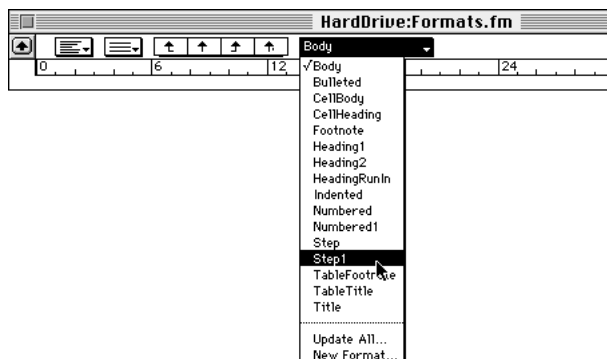 HardDrive:Formats.fm
Body
0 6 12 24
√Body
Bulleted
CellBody
CellHeading
Footnote
Heading1
Heading2
HeadingRunIn
Indented
Numbered
Numbered1
Step
Step1
TableFootnote
TableTitle
Title
Update All...
New Format...